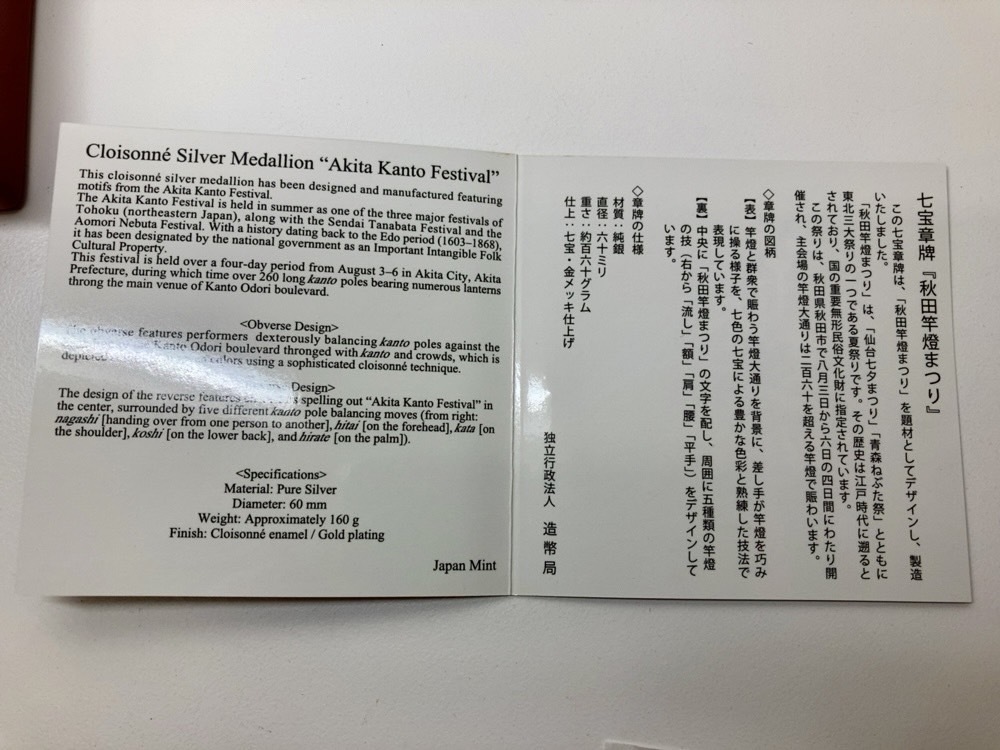 Cloisonné Silver Medallion “Akita Kanto Festival”
This cloisonné silver medallion has been designed and manufactured featuring
motifs from the Akita Kanto Festival.
The Akita Kanto Festival is held in summer as one of the three major festivals of
Tohoku (northeastern Japan), along with the Sendai Tanabata Festival and the
Aomori Nebuta Festival. With a history dating back to the Edo period (1603–1868),
it has been designated by the national government as an Important Intangible Folk
Cultural Property.
This festival is held over a four-day period from August 3–6 in Akita City, Akita
Prefecture, during which time over 260 long kanto poles bearing numerous lanterns
throng the main venue of Kanto Odori boulevard.
<Obverse Design>
The obverse features performers dexterously balancing kanto poles against the
Kanto Odori boulevard thronged with kanto and crowds, which is
depicted colors using a sophisticated cloisonné technique.
Design>
The design of the reverse features spelling out “Akita Kanto Festival” in
the center, surrounded by five different kanto pole balancing moves (from right:
nagashi [handing over from one person to another], hitai [on the forehead], kata [on
the shoulder], koshi [on the lower back], and hirate [on the palm]).
<Specifications>
Material: Pure Silver
Diameter: 60 mm
Weight: Approximately 160 g
Finish: Cloisonné enamel / Gold plating
Japan Mint
七宝章牌『秋田竿燈まつり』
この七宝章牌は、「秋田竿燈まつり」を題材としてデザインし、製造
いたしました。
「秋田竿燈まつり」は、「仙台七夕まつり」「青森ねぶた祭」とともに
東北三大祭りの一つである夏祭りです。その歴史は江戸時代に遡ると
されており、国の重要無形民俗文化財に指定されています。
この祭りは、秋田県秋田市で八月三日から六日の四日間にわたり開
催され、主会場の竿燈大通りは二百六十を超える竿燈で賑わいます。
◇章牌の図柄
【表】竿燈と群衆で賑わう竿燈大通りを背景に、差し手が竿燈を巧み
に操る様子を、七色の七宝による豊かな色彩と熟練した技法で
表現しています。
【裏】中央に「秋田竿燈まつり」の文字を配し、周囲に五種類の竿燈
の技（右から「流し」「額」「肩」「腰」「平手」）をデザインして
います。
◇章牌の仕様
材質：純銀
直径：六十ミリ
重さ：約百六十グラム
仕上：七宝・金メッキ仕上げ
独立行政法人 造幣局